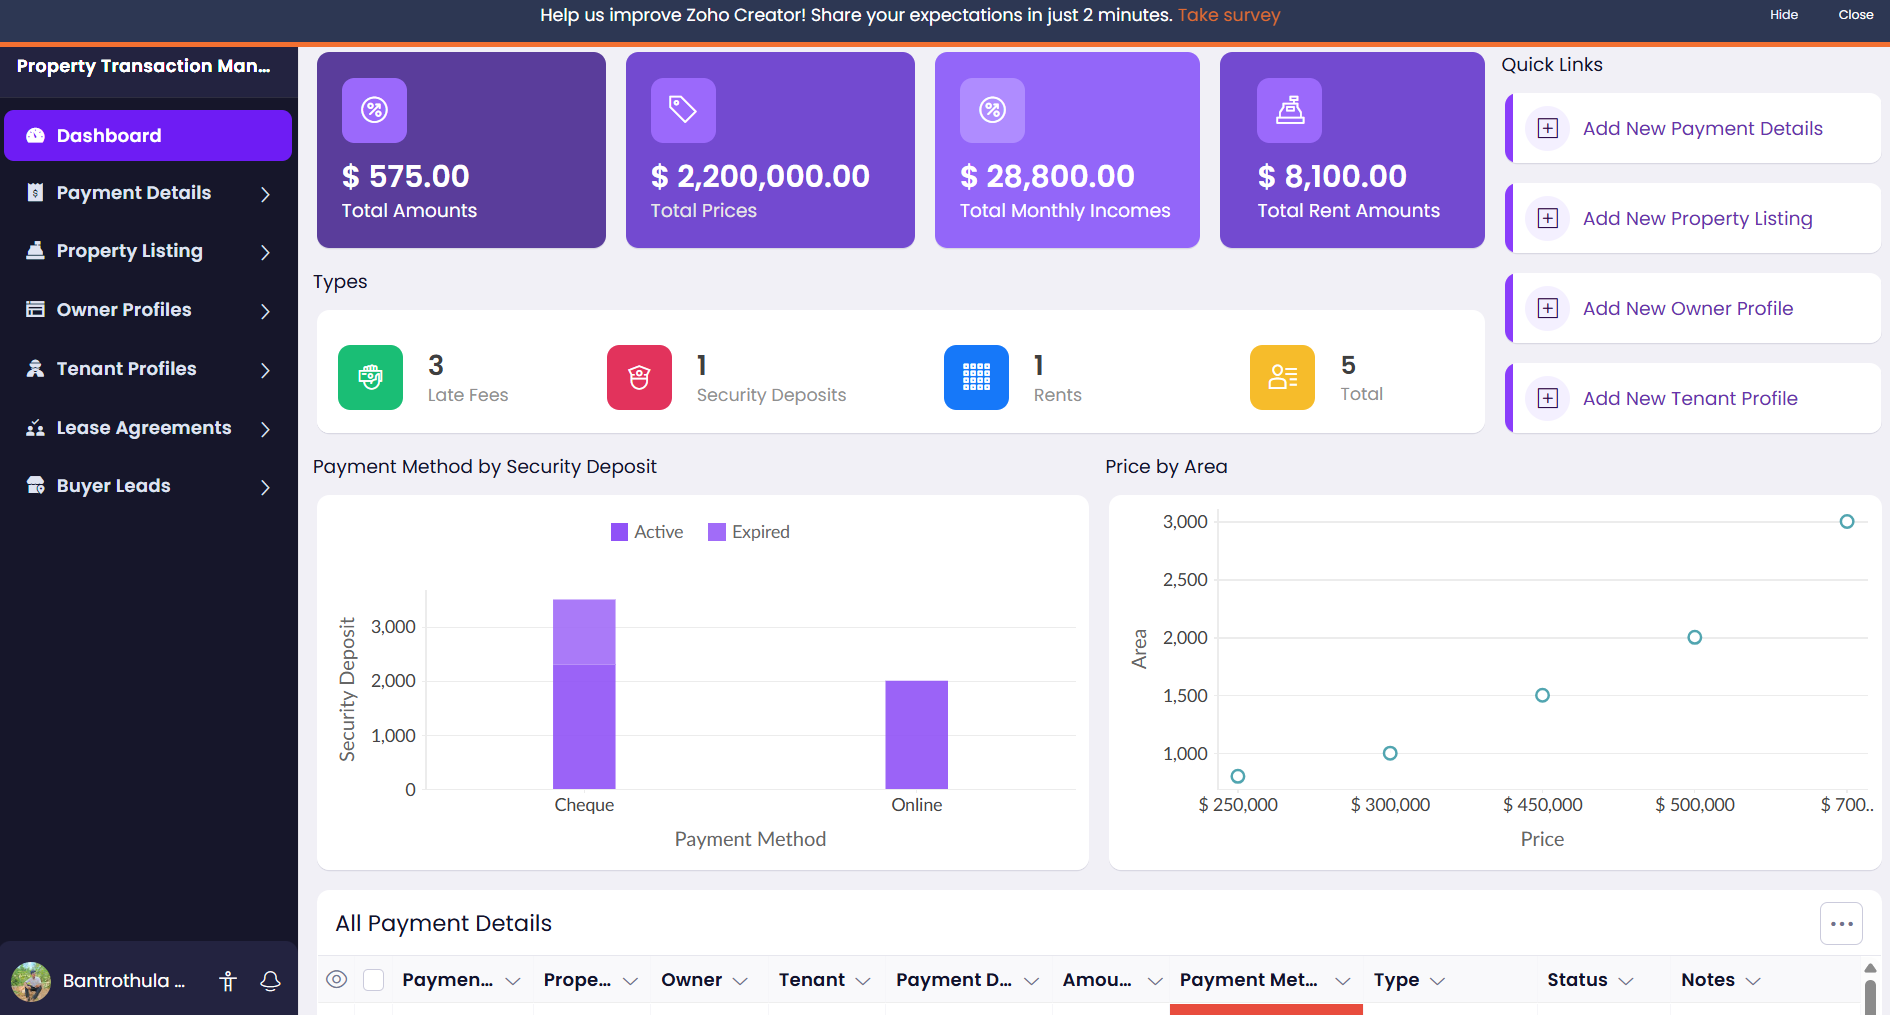 Help us improve Zoho Creator! Share your expectations in just 2 minutes. Take survey
Hide
Close
Property Transaction Man...
Dashboard
Payment Details
Property Listing
Owner Profiles
Tenant Profiles
Lease Agreements
Buyer Leads
Bantrothula ...
$ 575.00
Total Amounts
$ 2,200,000.00
Total Prices
$ 28,800.00
Total Monthly Incomes
$ 8,100.00
Total Rent Amounts
Quick Links
Add New Payment Details
Add New Property Listing
Add New Owner Profile
Add New Tenant Profile
Types
3
Late Fees
1
Security Deposits
1
Rents
5
Total
Payment Method by Security Deposit
Active Expired
Security Deposit
3,000
2,000
1,000
0
Cheque Online
Payment Method
Price by Area
Area
3,000
2,500
2,000
1,500
1,000
$ 250,000 $ 300,000 $ 450,000 $ 500,000 $ 700..
Price
All Payment Details
Paymen... Prope... Owner Tenant Payment D... Amou... Payment Met... Type Status Notes